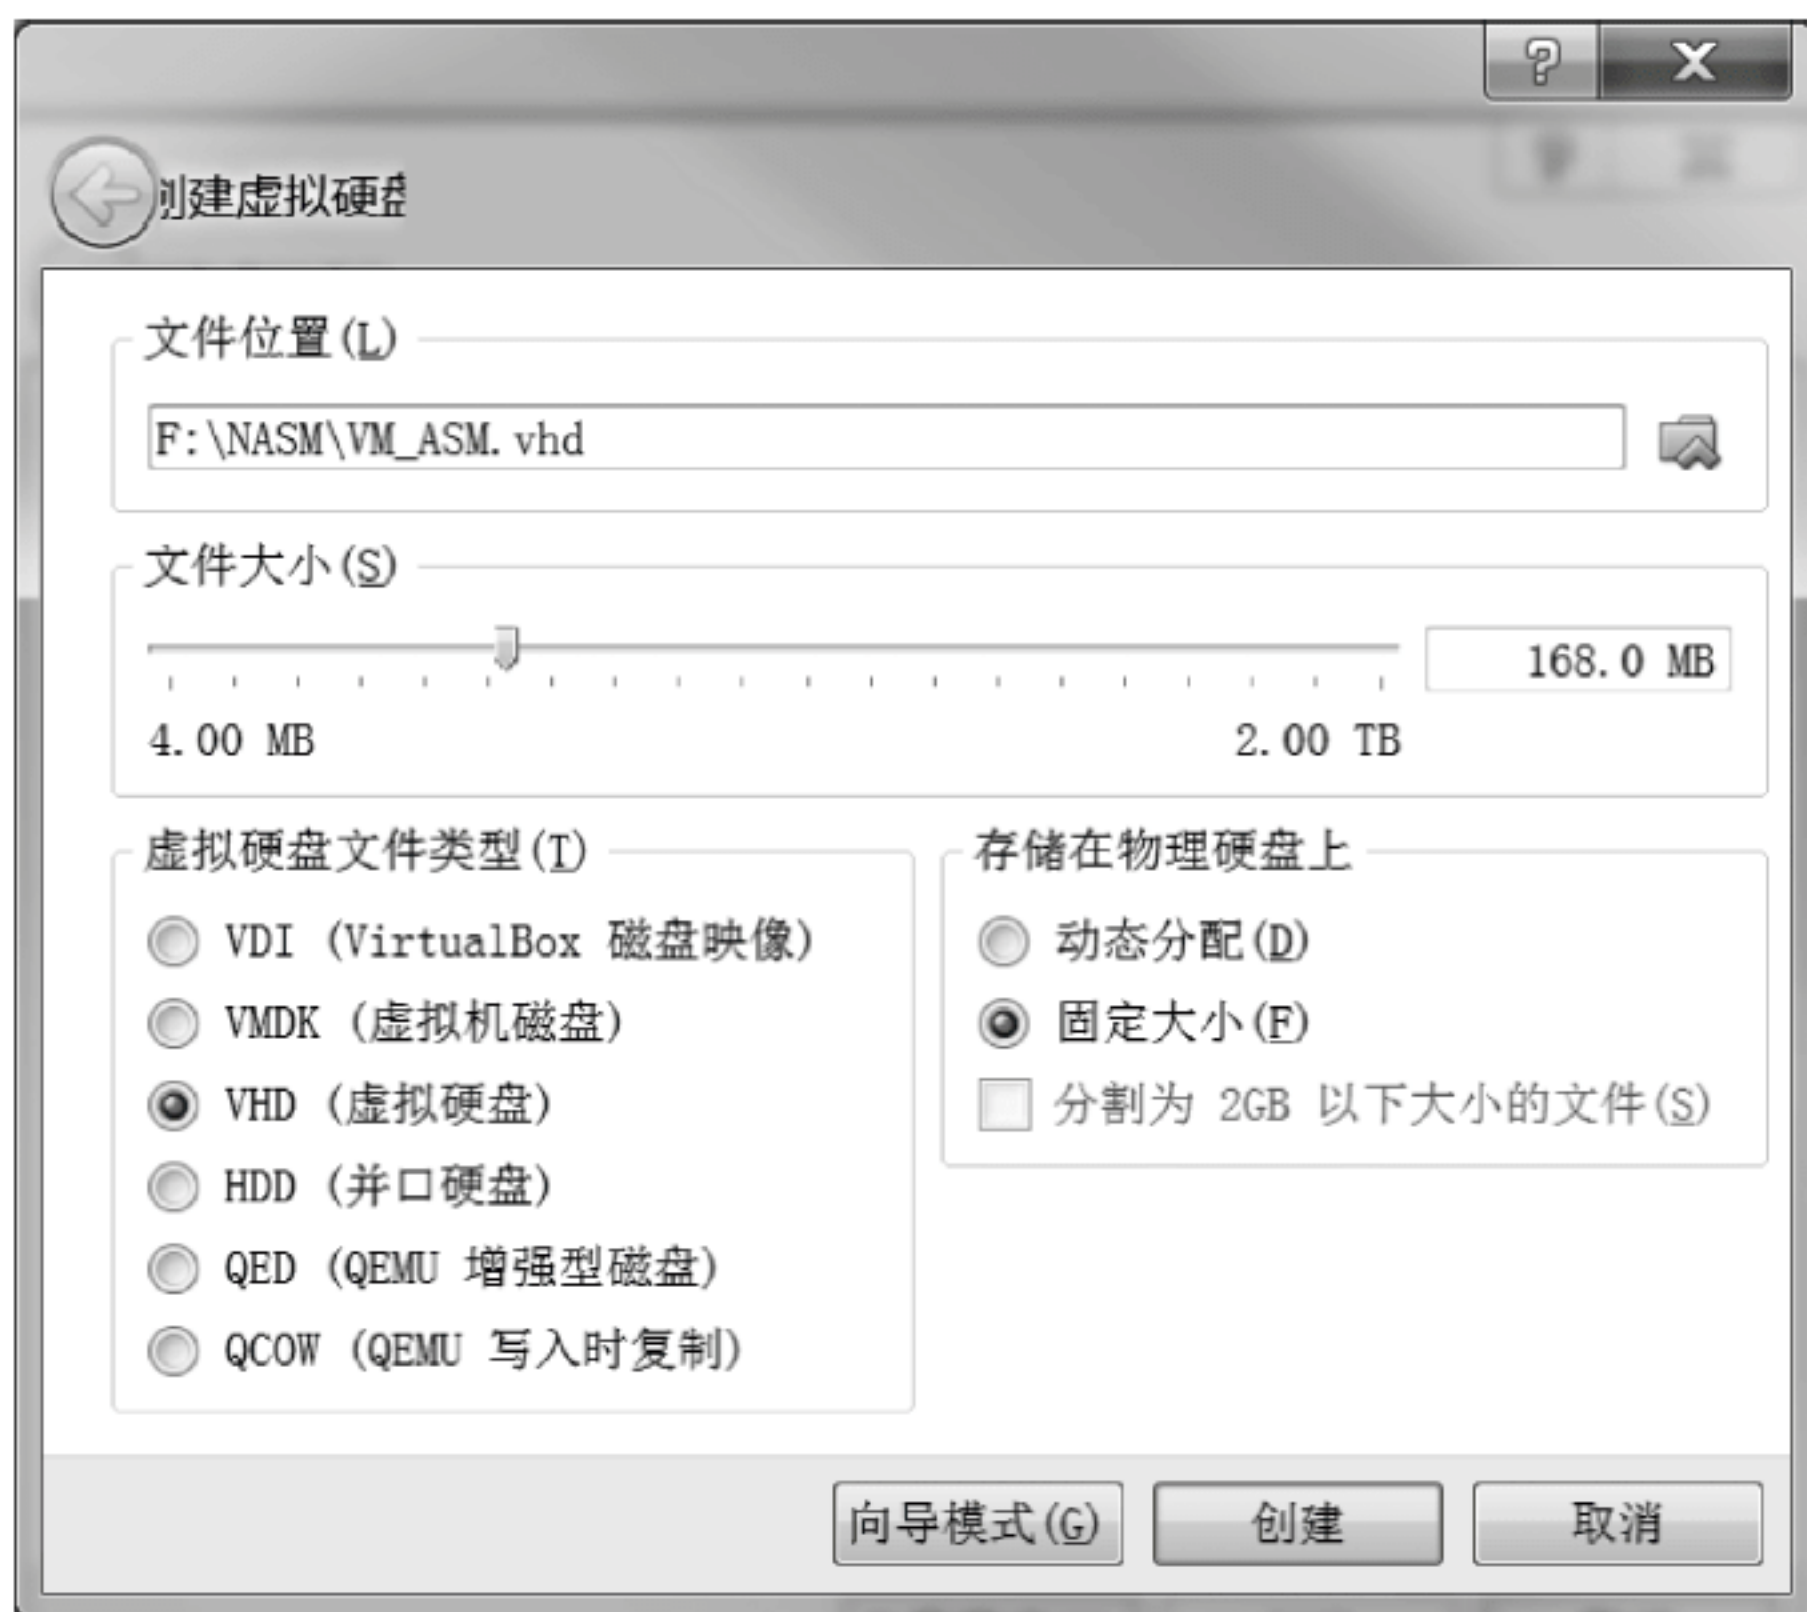 创建虚拟硬盘
文件位置(L)
F:\NASM\VM_ASM.vhd
文件大小(S)
168.0 MB
4.00 MB 2.00 TB
虚拟硬盘文件类型(T)
VDI (VirtualBox 磁盘映像)
VMDK (虚拟机磁盘)
VHD (虚拟硬盘)
HDD (并口硬盘)
QED (QEMU 增强型磁盘)
QCOW (QEMU 写入时复制)
存储在物理硬盘上
动态分配(D)
固定大小(F)
分割为 2GB 以下大小的文件(S)
向导模式(G) 创建 取消